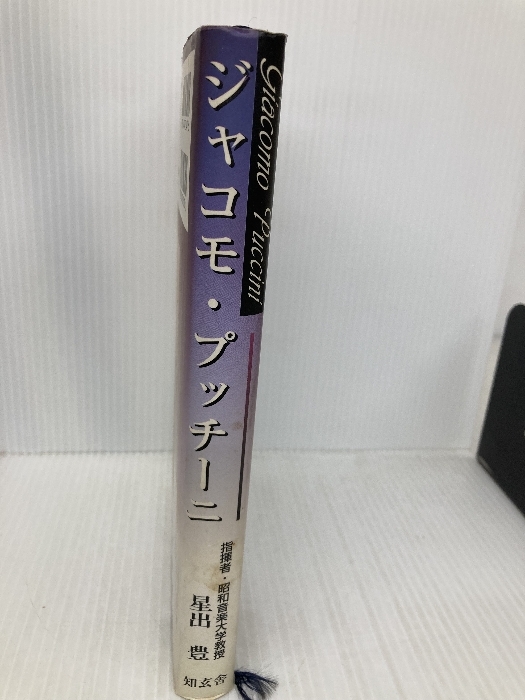 Giacomo Puccini
ジャコモ・プッチーニ
指揮者・昭和音楽大学教授
星出 豊
知玄舎